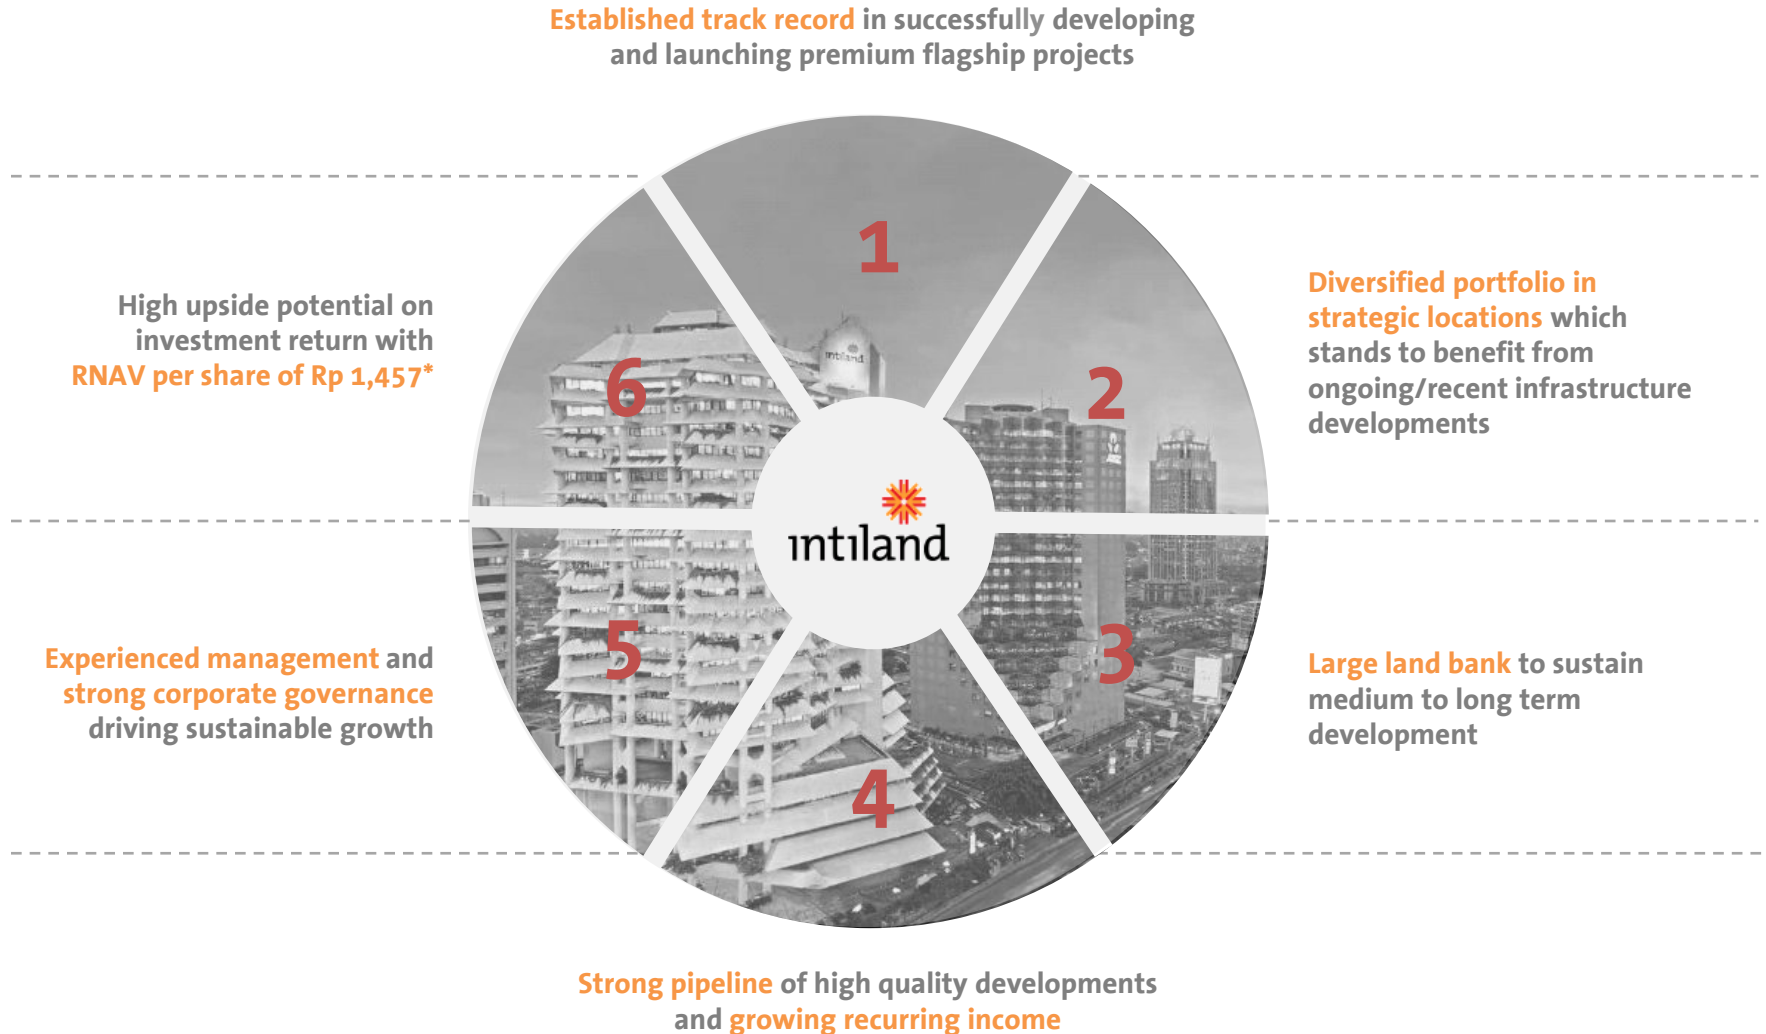 Established track record in successfully developing
and launching premium flagship projects
1
Diversified portfolio in
strategic locations which
stands to benefit from
ongoing/recent infrastructure
developments
2
Large land bank to sustain
medium to long term
development
3
Strong pipeline of high quality developments
and growing recurring income
4
Experienced management and
strong corporate governance
driving sustainable growth
5
High upside potential on
investment return with
RNAV per share of Rp 1,457*
6
intiland
intiland